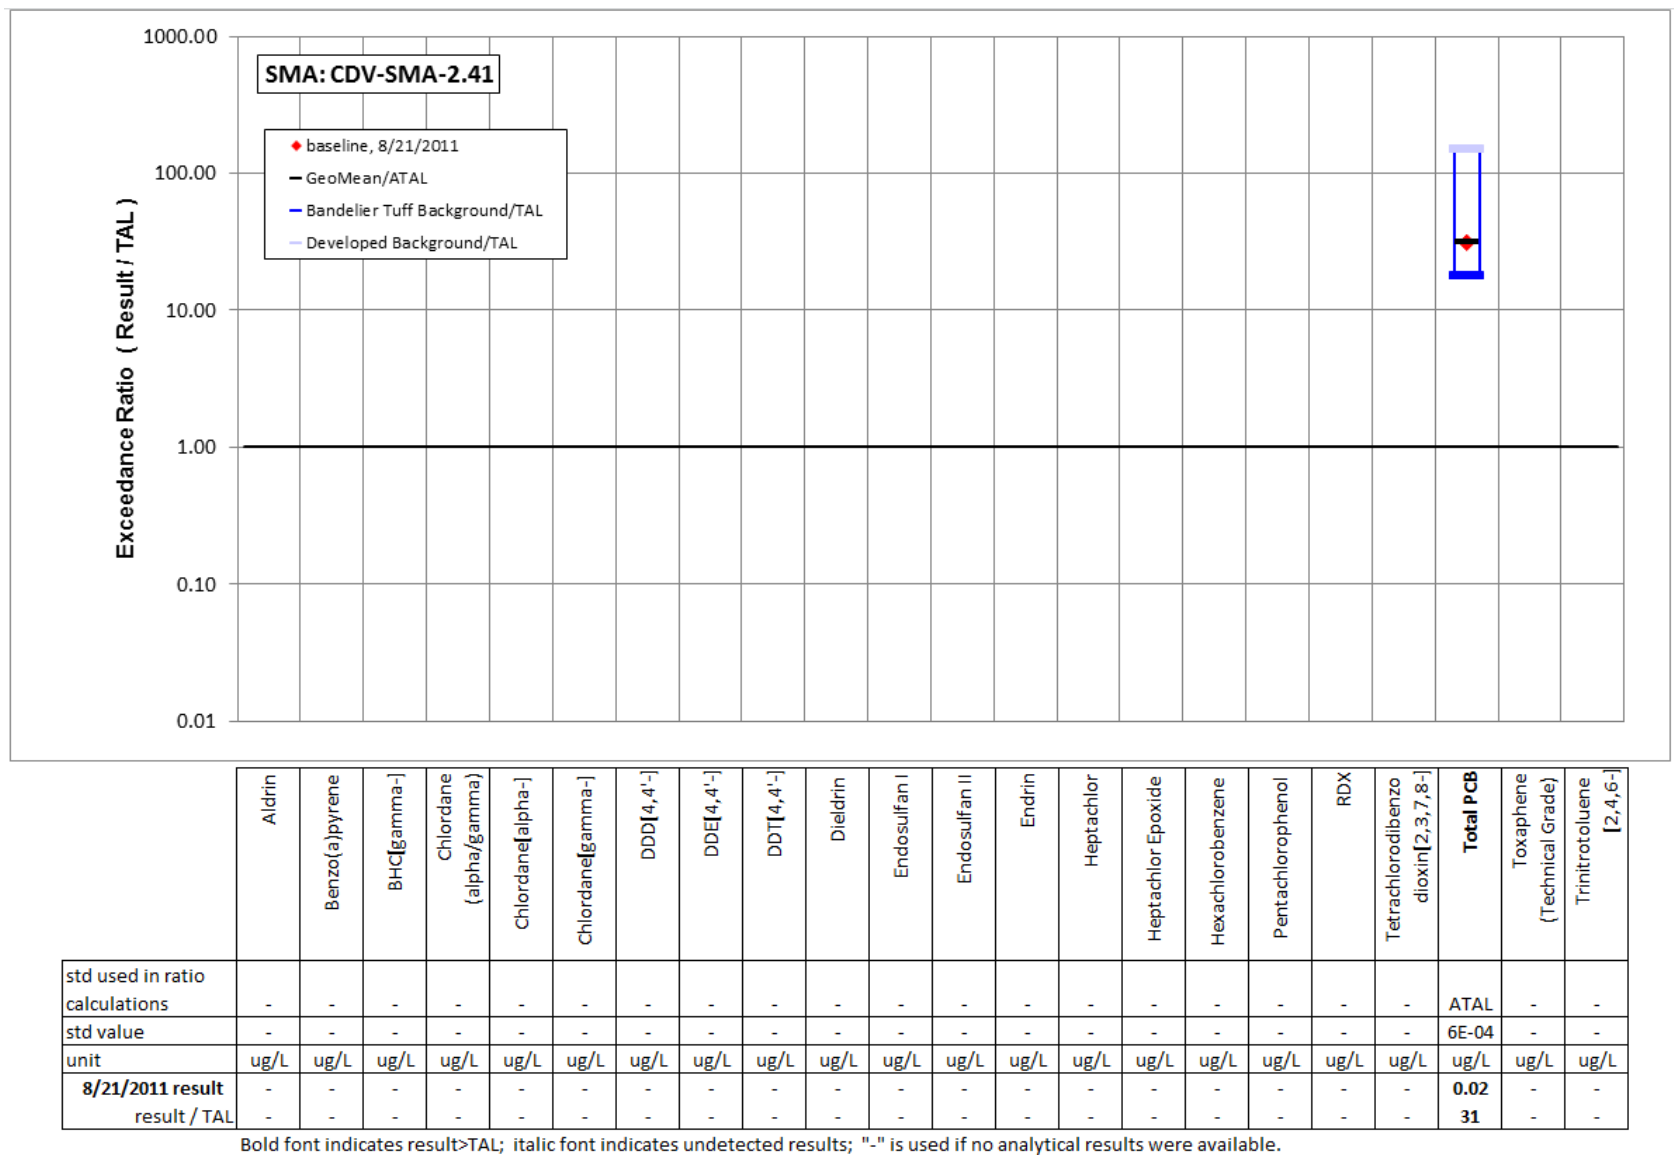 1000.00
SMA: CDV-SMA-2.41
baseline, 8/21/2011
GeoMean/ATAL
Bandelier Tuff Background/TAL
Developed Background/TAL
100.00
10.00
1.00
0.10
0.01
Exceedance Ratio ( Result / TAL )
Aldrin
Benzo(a)pyrene
BHC[gamma-]
Chlordane
(alpha/gamma)
Chlordane[alpha-]
Chlordane[gamma-]
DDD[4,4'-]
DDE[4,4'-]
DDT[4,4'-]
Dieldrin
Endosulfan I
Endosulfan II
Endrin
Heptachlor
Heptachlor Epoxide
Hexachlorobenzene
Pentachlorophenol
RDX
Tetrachlorodibenzo
dioxin[2,3,7,8-]
Total PCB
Toxaphene
(Technical Grade)
Trinitrotoluene
[2,4,6-]
std used in ratio
calculations - - - - - - - - - - - - - - - - - - - ATAL - -
std value - - - - - - - - - - - - - - - - - - - 6E-04 - -
unit ug/L ug/L ug/L ug/L ug/L ug/L ug/L ug/L ug/L ug/L ug/L ug/L ug/L ug/L ug/L ug/L ug/L ug/L ug/L ug/L ug/L ug/L
8/21/2011 result - - - - - - - - - - - - - - - - - - - 0.02 - -
result / TAL - - - - - - - - - - - - - - - - - - - 31 - -
Bold font indicates result>TAL; italic font indicates undetected results; "-" is used if no analytical results were available.